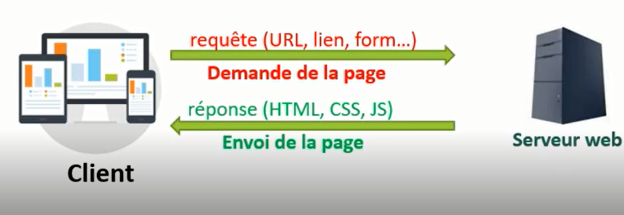 requête (URL, lien, form...)
Demande de la page
réponse (HTML, CSS, JS)
Envoi de la page
Client
Serveur web